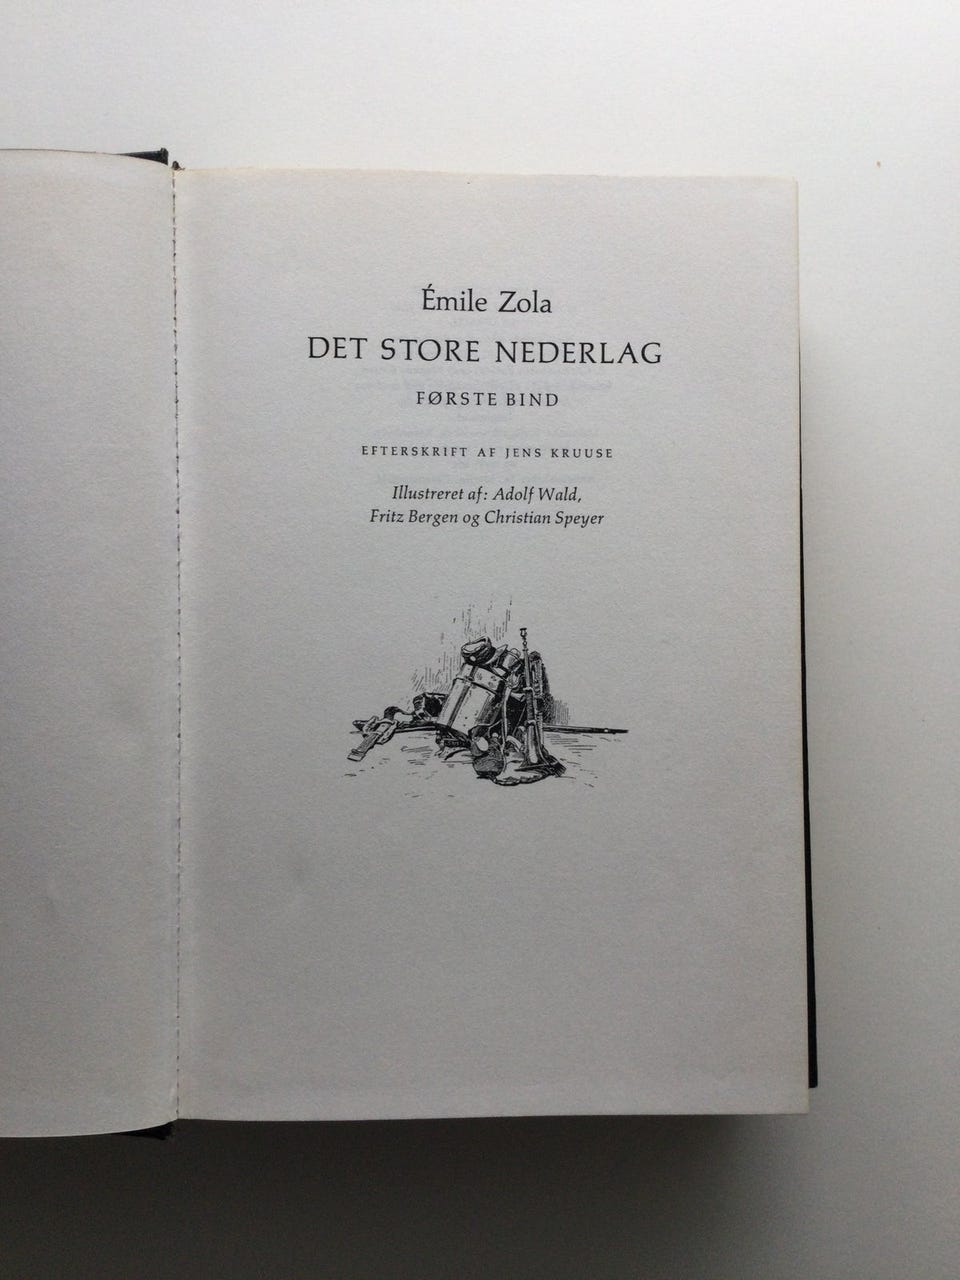 Émile Zola
DET STORE NEDERLAG
FØRSTE BIND
EFTERSKRIFT AF JENS KRUUSE
Illustreret af: Adolf Wald,
Fritz Bergen og Christian Speyer